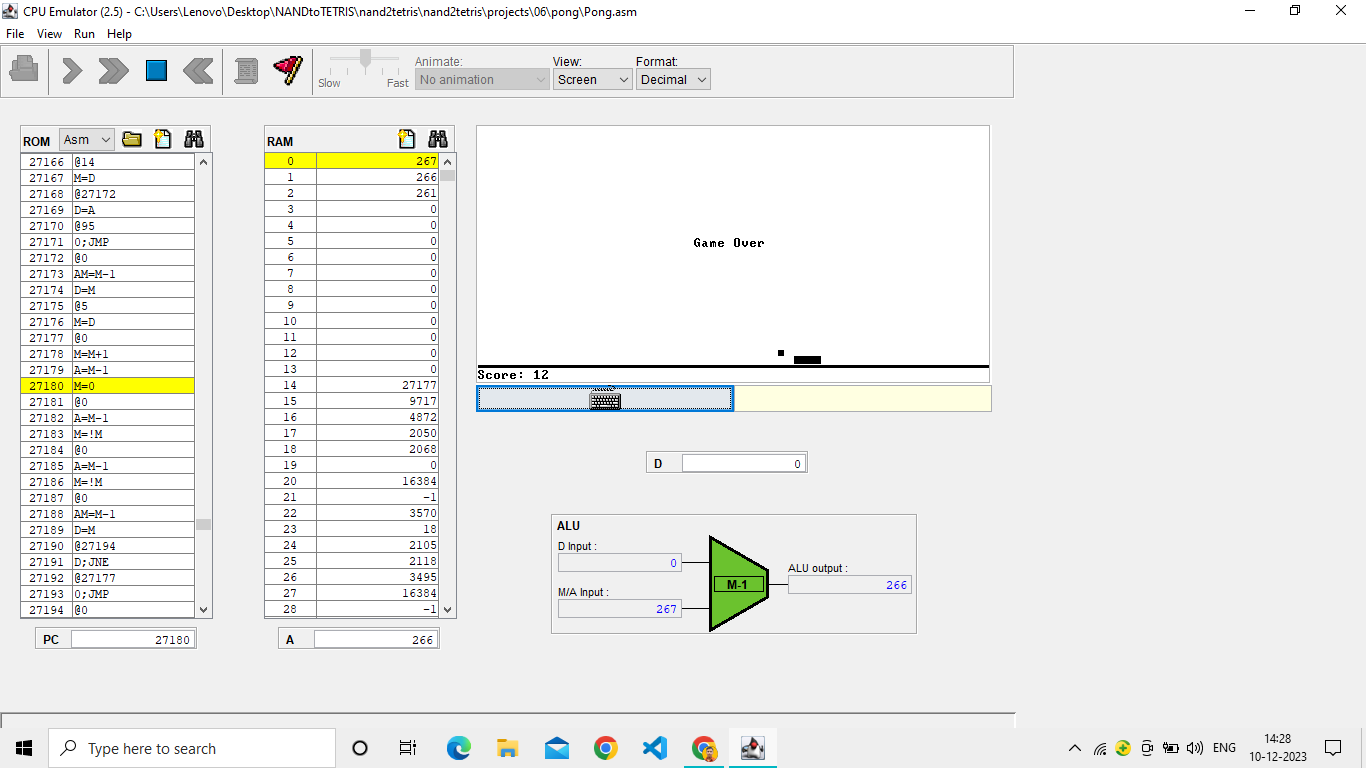 CPU Emulator (2.5) - C:\Users\Lenovo\Desktop\NANDtoTETRIS\nand2tetris\nand2tetris\projects\06\pong\Pong.asm
File View Run Help
Slow Fast
Animate:
No animation
View:
Screen
Format:
Decimal
ROM Asm
27166 @14
27167 M=D
27168 @27172
27169 D=A
27170 @95
27171 0;JMP
27172 @0
27173 AM=M-1
27174 D=M
27175 @5
27176 M=D
27177 @0
27178 M=M+1
27179 A=M-1
27180 M=0
27181 @0
27182 A=M-1
27183 M=!M
27184 @0
27185 A=M-1
27186 M=!M
27187 @0
27188 AM=M-1
27189 D=M
27190 @27194
27191 D;JNE
27192 @27177
27193 0;JMP
27194 @0
PC 27180
RAM
0 267
1 266
2 261
3 0
4 0
5 0
6 0
7 0
8 0
9 0
10 0
11 0
12 0
13 0
14 27177
15 9717
16 4872
17 2050
18 2068
19 0
20 16384
21 -1
22 3570
23 18
24 2105
25 2118
26 3495
27 16384
28 -1
A 266
Game Over
Score: 12
D 0
ALU
D Input :
0
M/A Input :
267
M-1
ALU output :
266
Type here to search
ENG
14:28
10-12-2023